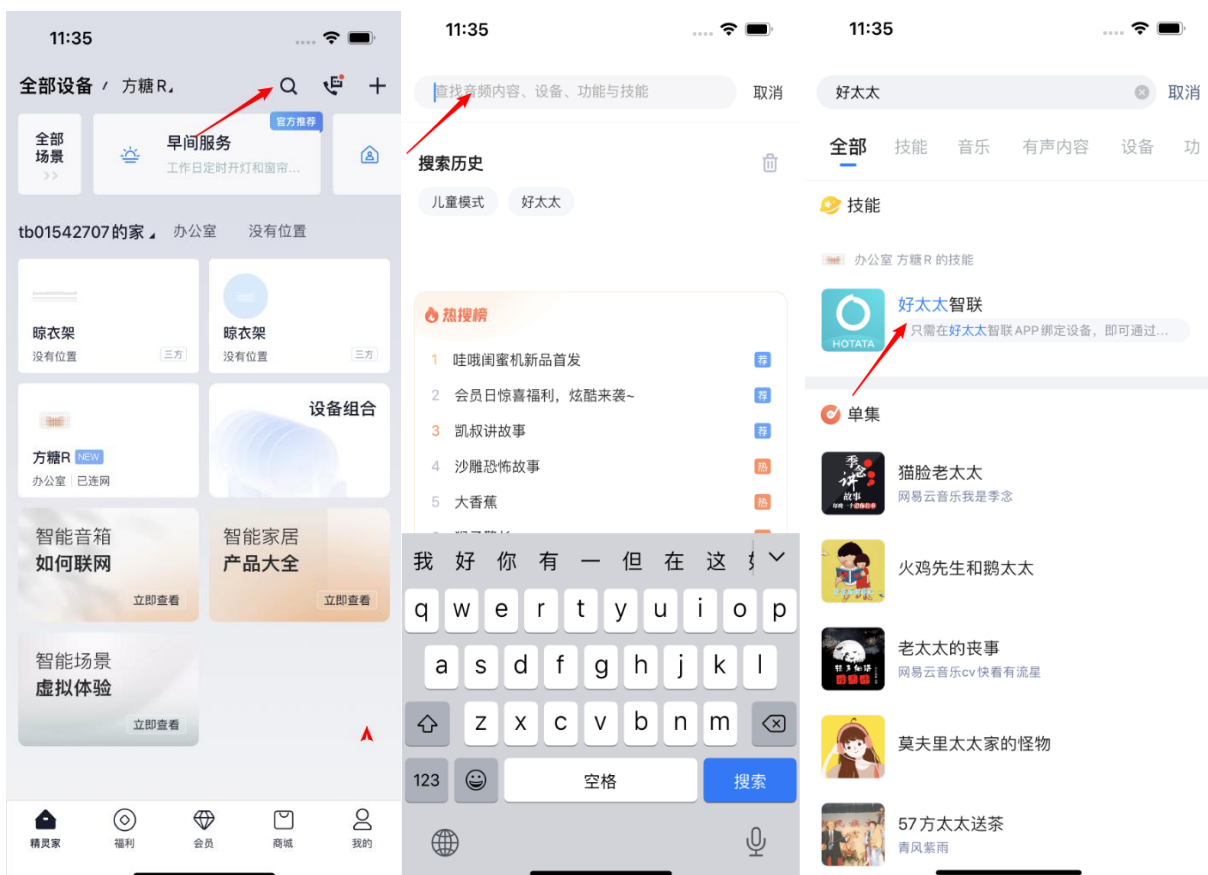 11:35
全部设备 / 方糖R
官方推荐
全部
场景
>>
早间服务
工作日定时开灯和窗帘...
tb01542707的家 办公室 没有位置
晾衣架
没有位置 三方
晾衣架
没有位置 三方
方糖R NEW
办公室 已连网
设备组合
智能音箱
如何联网
立即查看
智能家居
产品大全
立即查看
智能场景
虚拟体验
立即查看
精灵家 福利 会员 商城 我的
11:35
查找音频内容、设备、功能与技能 取消
搜索历史
儿童模式 好太太
热搜榜
1 哇哦闺蜜机新品首发 荐
2 会员日惊喜福利，炫酷来袭~ 荐
3 凯叔讲故事 荐
4 沙雕恐怖故事 热
5 大香蕉 热
我 好 你 有 一 但 在 这
q w e r t y u i o p
a s d f g h j k l
z x c v b n m
123 空格 搜索
11:35
好太太 取消
全部 技能 音乐 有声内容 设备 功
技能
办公室 方糖R的技能
HOTATA
好太太智联
只需在好太太智联APP绑定设备，即可通过...
单集
季念
讲
故事
猫脸老太太
网易云音乐我是季念
火鸡先生和鹅太太
老太太的丧事
网易云音乐cv快看有流星
莫夫里太太家的怪物
57方太太送茶
青风紫雨